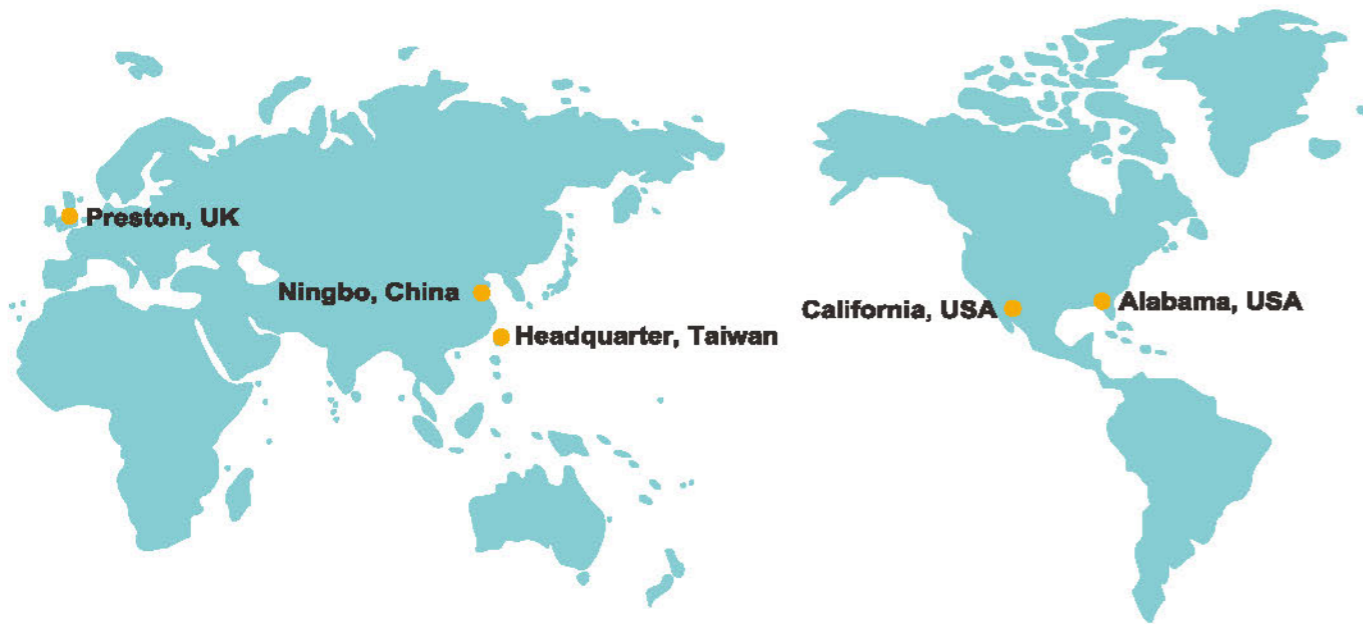 Preston, UK
Ningbo, China
Headquarter, Taiwan
California, USA
Alabama, USA